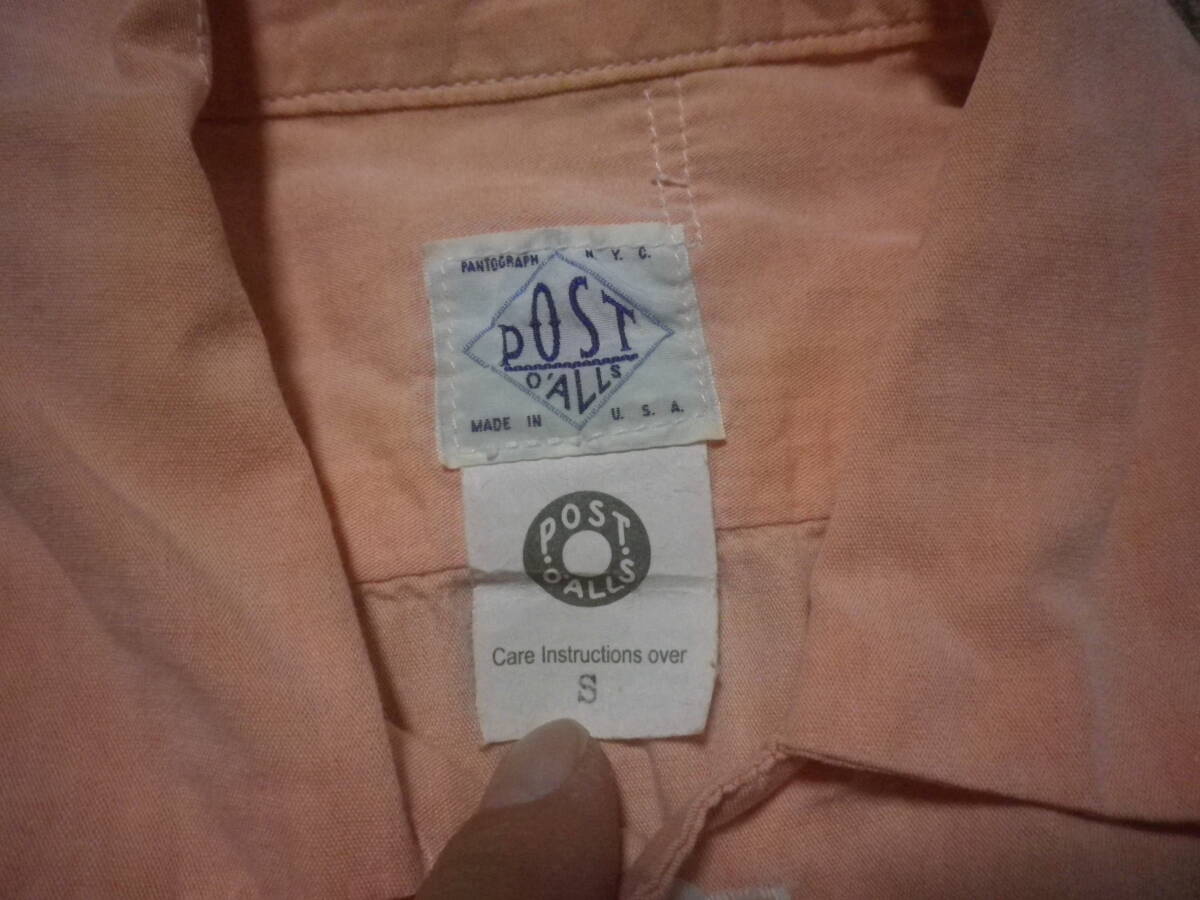 PANTOGRAPH N. Y. C.
POST
O'ALLS
MADE IN U. S. A.
POST
O'ALLS
Care Instructions over
S